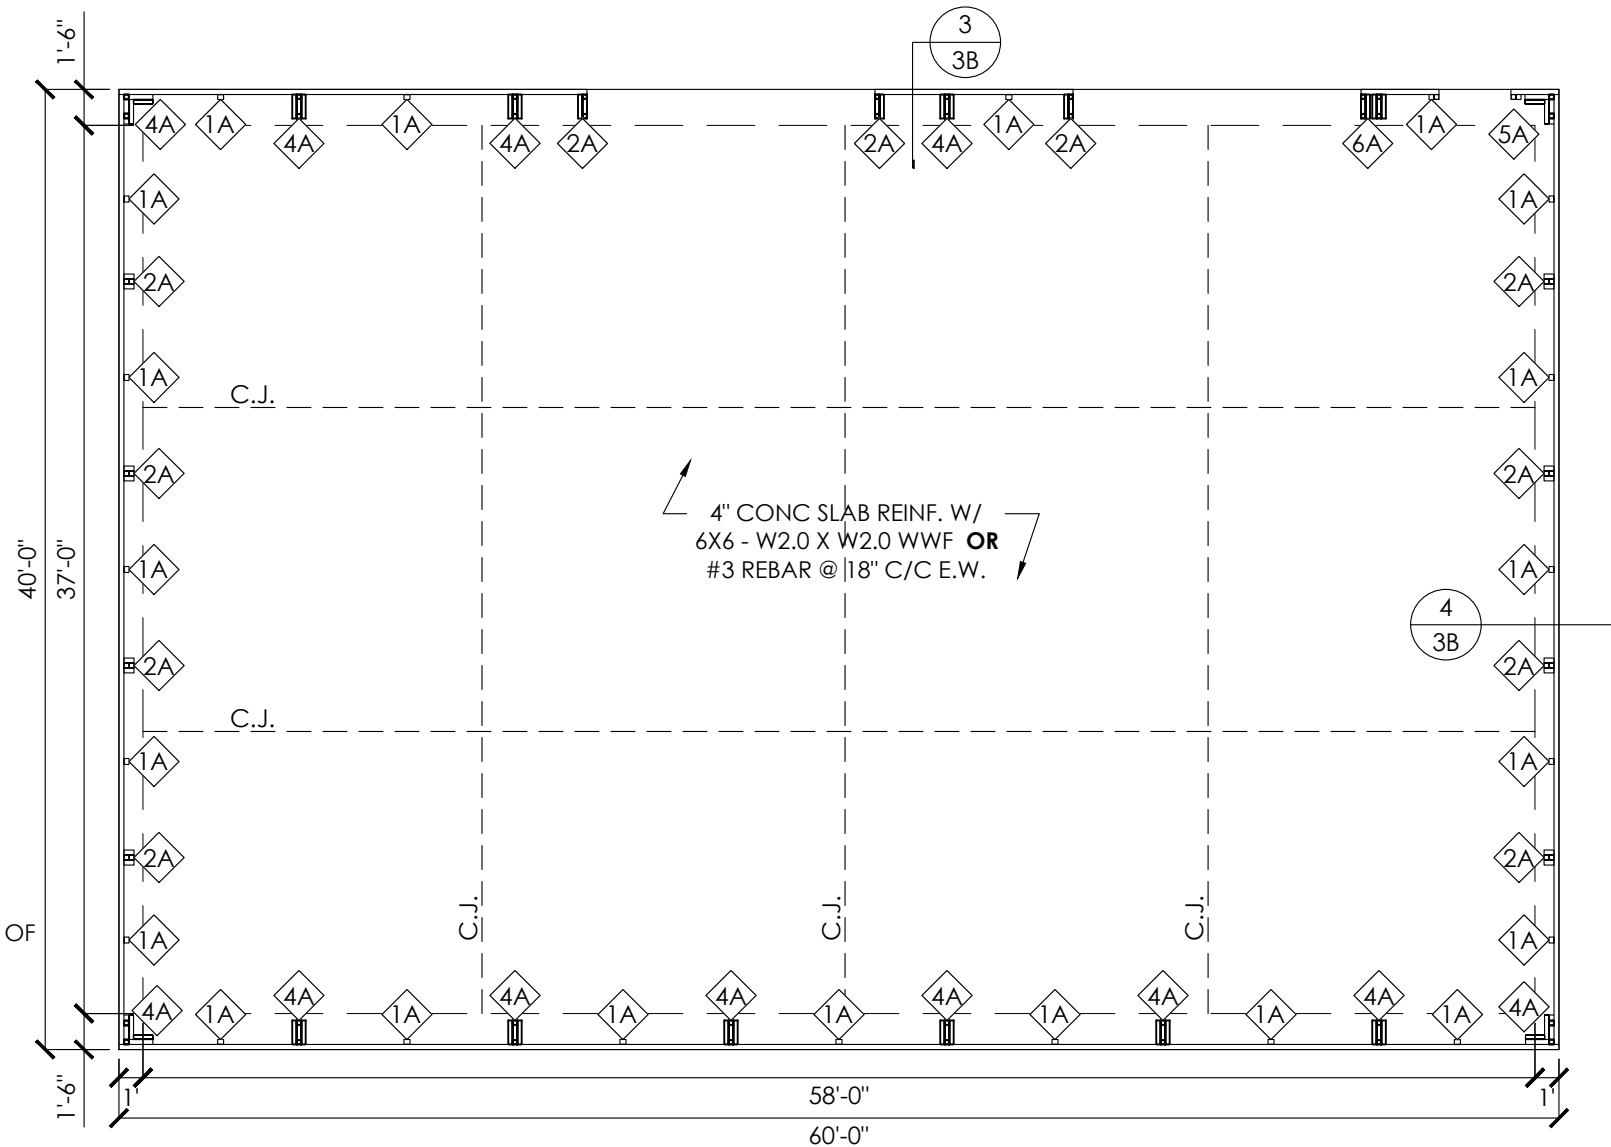 1'-6"
3
3B
4A
1A
4A
1A
4A
2A
2A
4A
1A
2A
6A
1A
5A
1A
1A
2A
2A
1A
1A
C.J.
2A
2A
4" CONC SLAB REINF. W/
6X6 - W2.0 X W2.0 WWF OR
#3 REBAR @ 18" C/C E.W.
40'-0"
37'-0"
1A
1A
4
3B
2A
2A
C.J.
1A
1A
2A
2A
C.J.
C.J.
C.J.
OF
1A
1A
4A
1A
4A
1A
4A
1A
4A
1A
4A
1A
4A
1A
4A
1A
4A
1'-6"
1'
58'-0"
1'
60'-0"